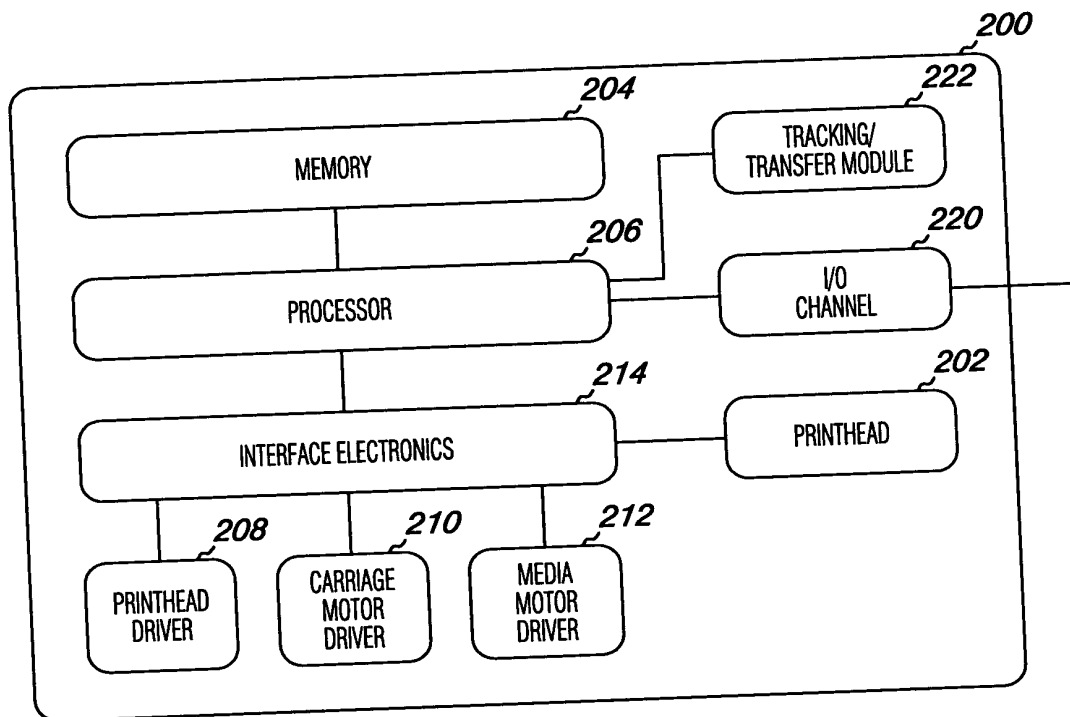 200
204
MEMORY
222
TRACKING/
TRANSFER MODULE
206
PROCESSOR
220
I/O
CHANNEL
214
INTERFACE ELECTRONICS
202
PRINTHEAD
208
PRINTHEAD
DRIVER
210
CARRIAGE
MOTOR
DRIVER
212
MEDIA
MOTOR
DRIVER